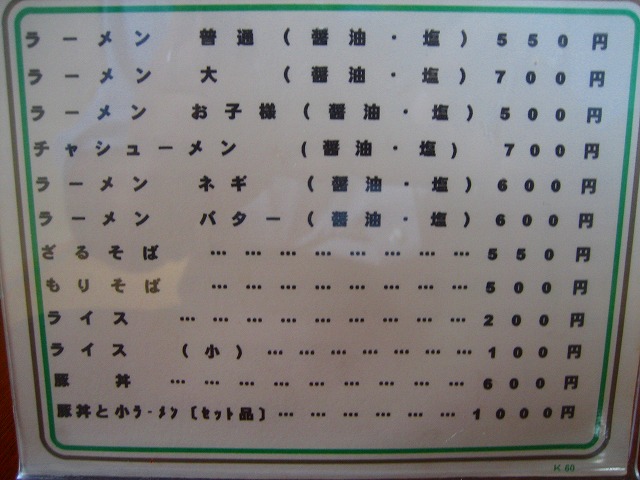 ラーメン 普通(醤油・塩) 550円
ラーメン 大 (醤油・塩) 700円
ラーメン お子様(醤油・塩) 500円
チャシューメン (醤油・塩) 700円
ラーメン ネギ (醤油・塩) 600円
ラーメン バター(醤油・塩) 600円
ざるそば ………………………… 550円
もりそば ………………………… 500円
ライス ………………………… 200円
ライス (小)………………… 100円
豚 丼 ………………………… 600円
豚丼と小ラーメン〔セット品〕………………… 1000円
K.60